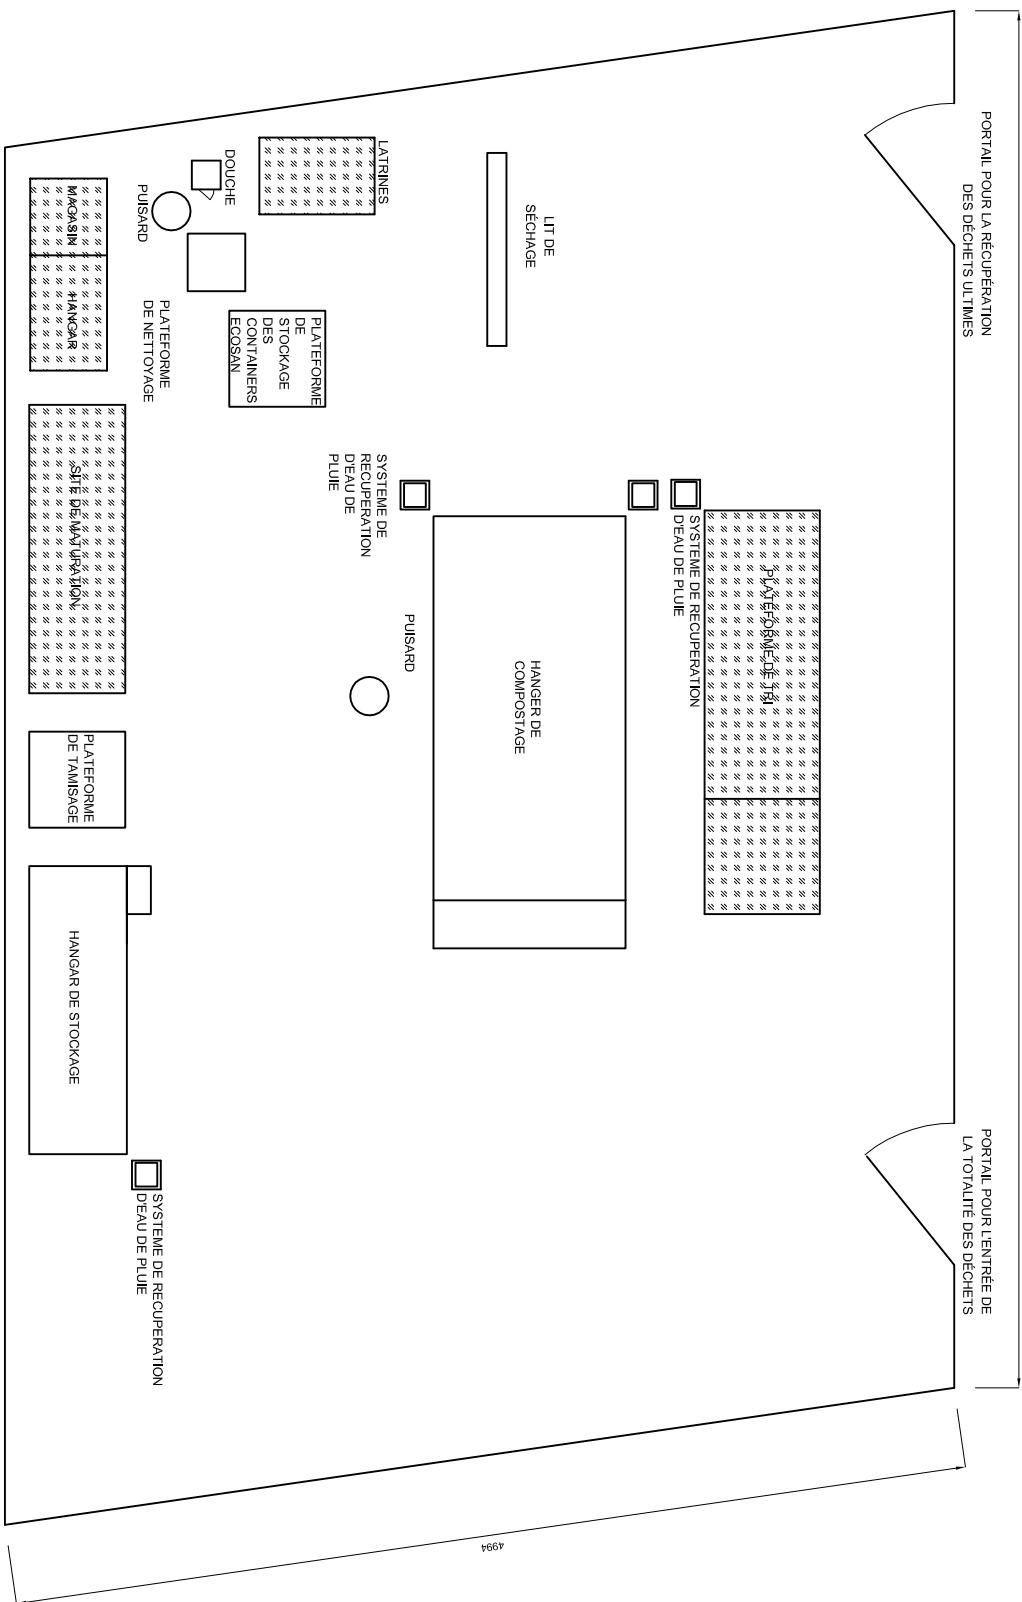 PORTAIL POUR LA RÉCUPÉRATION
DES DÉCHETS ULTIMES
PORTAIL POUR L'ENTRÉE DE
LA TOTALITÉ DES DÉCHETS
PLATEFORME DE TRI
SYSTEME DE RECUPERATION
D'EAU DE PLUIE
LIT DE
SÉCHAGE
HANGER DE
COMPOSTAGE
LATRINES
SYSTEME DE
RECUPERATION
D'EAU DE
PLUIE
PUISARD
PLATEFORME
DE
STOCKAGE
DES
CONTAINERS
ECOSAN
DOUCHE
PUISARD
PLATEFORME
DE NETTOYAGE
MAGASIN
HANGAR
SITE DE MATURATION
PLATEFORME
DE TAMISAGE
HANGAR DE STOCKAGE
SYSTEME DE RECUPERATION
D'EAU DE PLUIE
4994